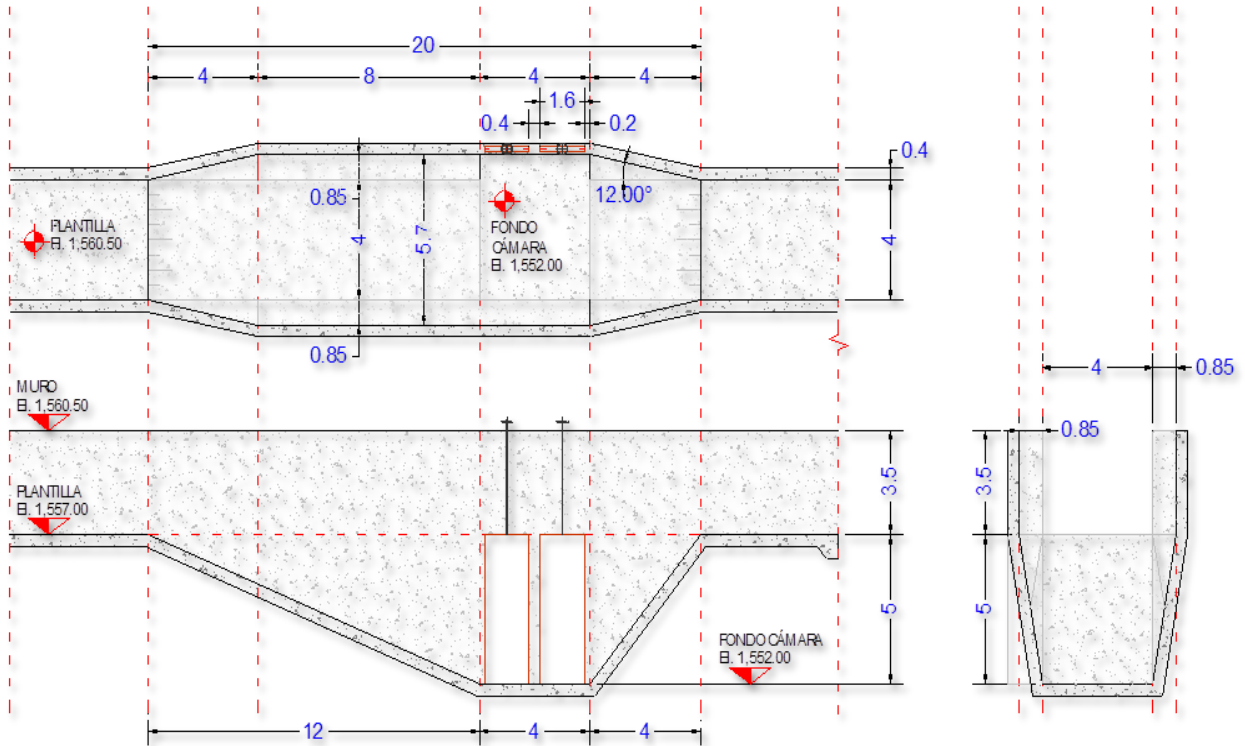 20
4
8
4
4
1.6
0.4
0.2
0.4
0.85
12.00°
PLANTILLA
El. 1,560.50
4
5.7
FONDO
CÁMARA
El. 1,552.00
4
0.85
MURO
El. 1,560.50
4
0.85
0.85
3.5
3.5
PLANTILLA
El. 1,557.00
5
5
FONDO CÁMARA
El. 1,552.00
12
4
4